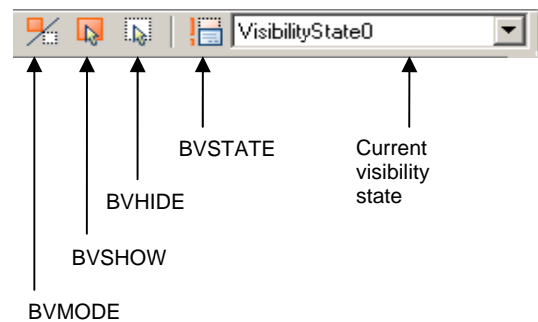 VisibilityState0
BVSTATE
Current
visibility
state
BVHIDE
BVSHOW
BVMODE